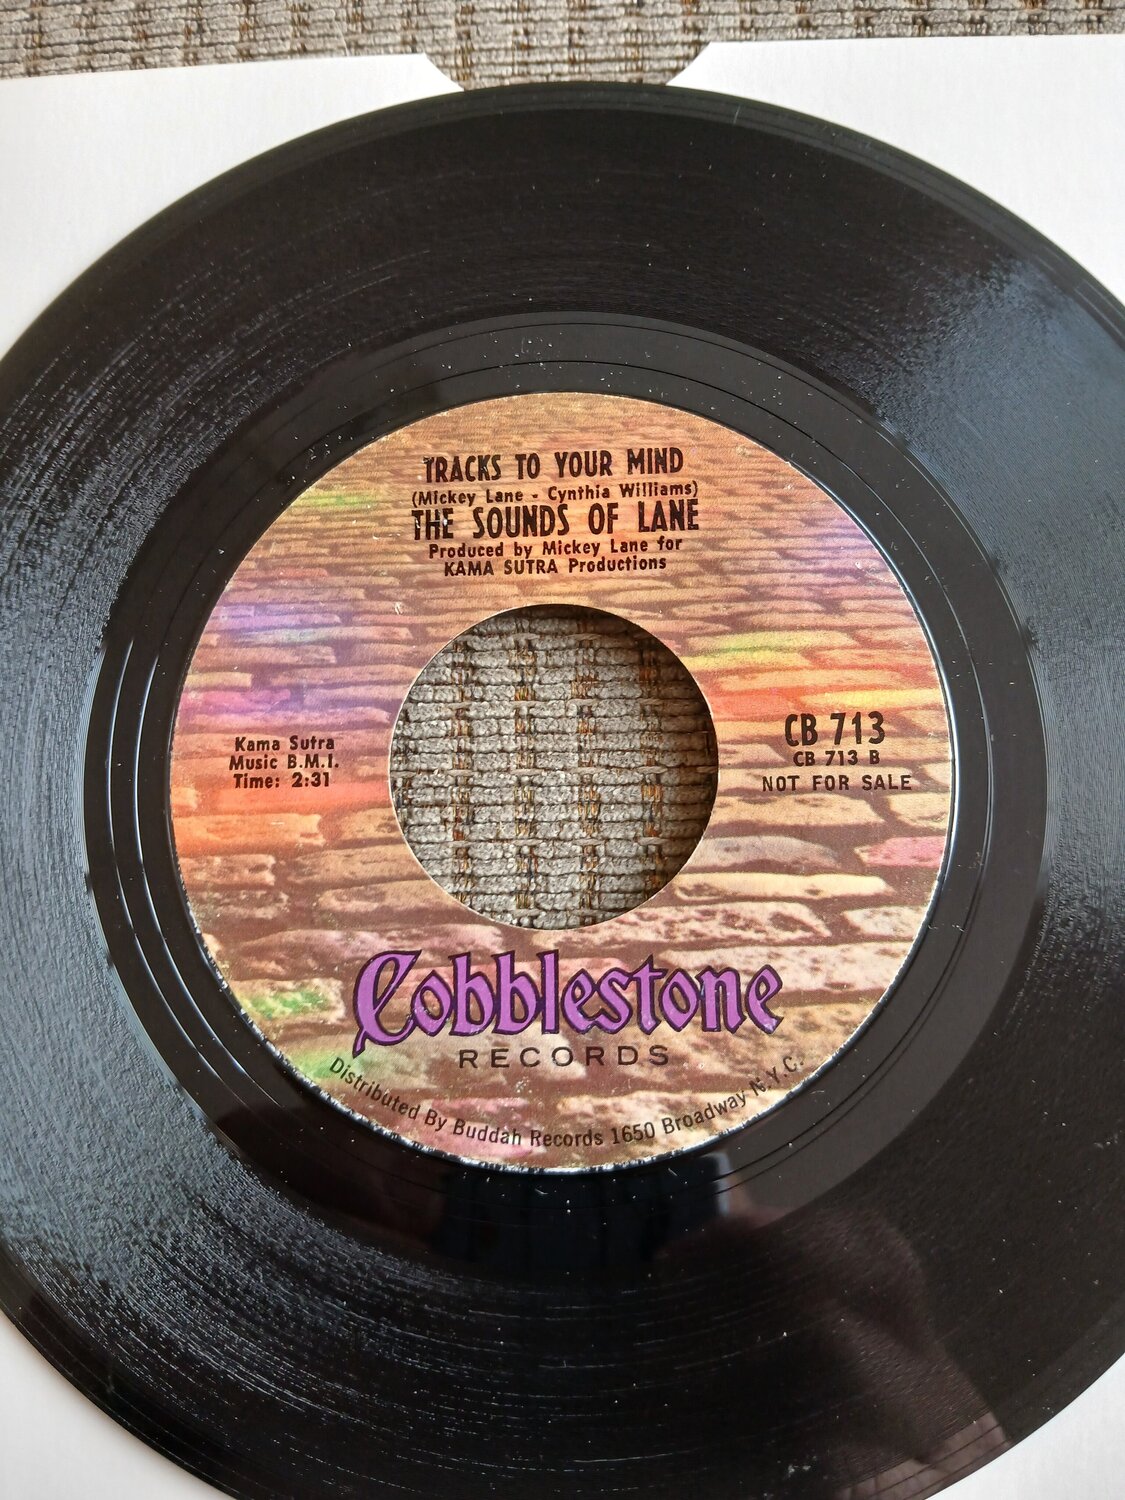 TRACKS TO YOUR MIND
(Mickey Lane - Cynthia Williams)
THE SOUNDS OF LANE
Produced by Mickey Lane for
KAMA SUTRA Productions
Kama Sutra
Music B.M.I.
Time: 2:31
CB 713
CB 713 B
NOT FOR SALE
Cobblestone
RECORDS
Distributed By Buddah Records 1650 Broadway N.Y.C.